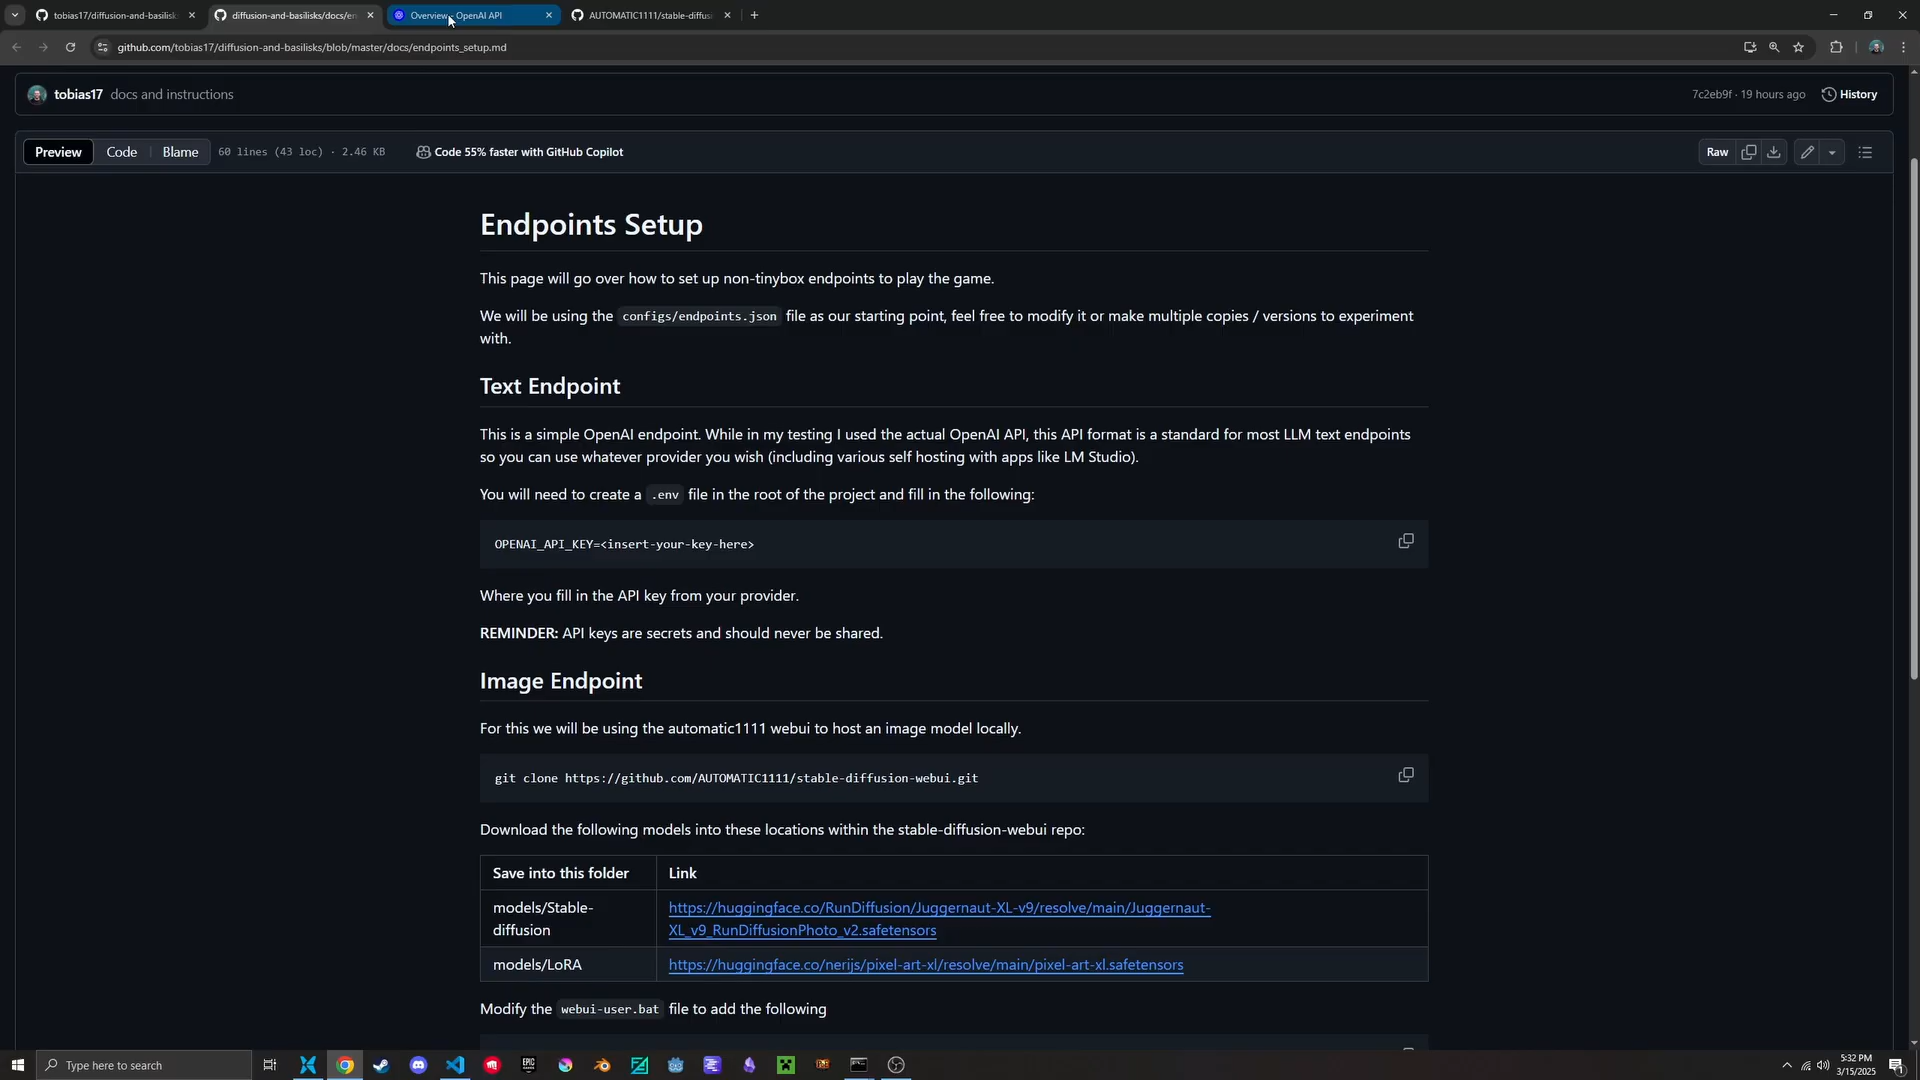 tobias17/diffusion-and-basilisk
diffusion-and-basilisks/docs/en
Overview - OpenAI API
AUTOMATIC1111/stable-diffus
github.com/tobias17/diffusion-and-basilisks/blob/master/docs/endpoints_setup.md
tobias17 docs and instructions
7c2eb9f · 19 hours ago
History
Preview
Code
Blame
60 lines (43 loc) · 2.46 KB
Code 55% faster with GitHub Copilot
Raw
Endpoints Setup
This page will go over how to set up non-tinybox endpoints to play the game.
We will be using the configs/endpoints.json file as our starting point, feel free to modify it or make multiple copies / versions to experiment
with.
Text Endpoint
This is a simple OpenAI endpoint. While in my testing I used the actual OpenAI API, this API format is a standard for most LLM text endpoints
so you can use whatever provider you wish (including various self hosting with apps like LM Studio).
You will need to create a .env file in the root of the project and fill in the following:
OPENAI_API_KEY=<insert-your-key-here>
Where you fill in the API key from your provider.
REMINDER: API keys are secrets and should never be shared.
Image Endpoint
For this we will be using the automatic1111 webui to host an image model locally.
git clone https://github.com/AUTOMATIC1111/stable-diffusion-webui.git
Download the following models into these locations within the stable-diffusion-webui repo:
Save into this folder
Link
models/Stable-
diffusion
https://huggingface.co/RunDiffusion/Juggernaut-XL-v9/resolve/main/Juggernaut-
XL_v9_RunDiffusionPhoto_v2.safetensors
models/LoRA
https://huggingface.co/nerijs/pixel-art-xl/resolve/main/pixel-art-xl.safetensors
Modify the webui-user.bat file to add the following
Type here to search
EPIC
5:32 PM
3/15/2025